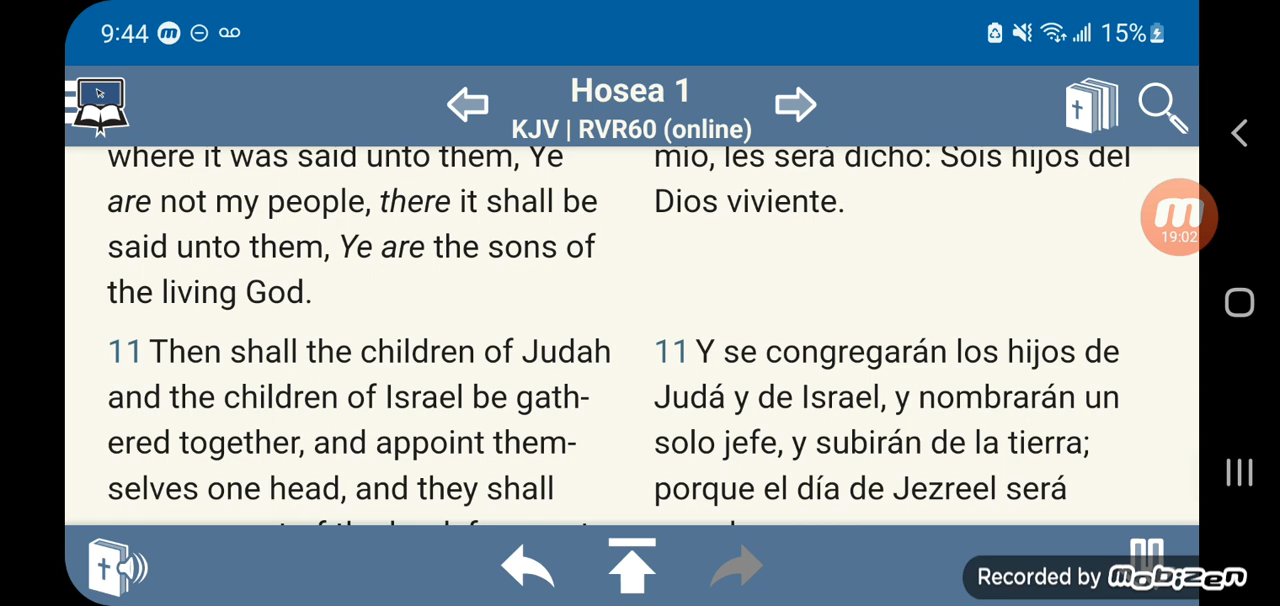 9:44
15%
Hosea 1
KJV | RVR60 (online)
19:02
where it was said unto them, Ye
are not my people, there it shall be
said unto them, Ye are the sons of
the living God.
11 Then shall the children of Judah
and the children of Israel be gath-
ered together, and appoint them-
selves one head, and they shall
mío, les será dicho: Sois hijos del
Dios viviente.
11 Y se congregarán los hijos de
Judá y de Israel, y nombrarán un
solo jefe, y subirán de la tierra;
porque el día de Jezreel será
Recorded by Mobizen